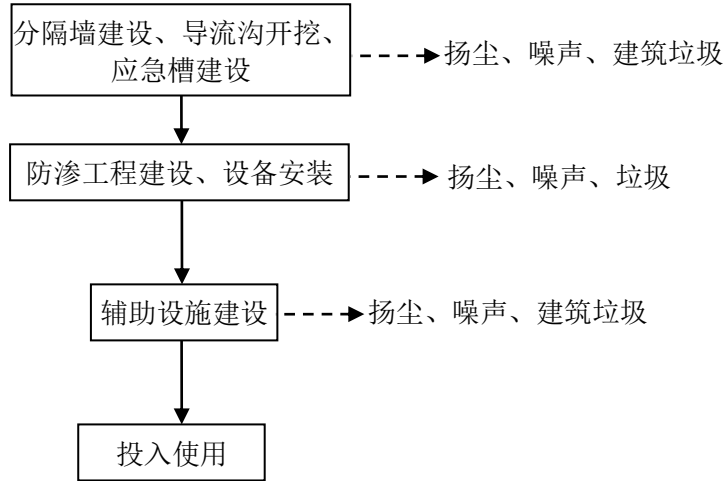 分隔墙建设、导流沟开挖、
应急槽建设
扬尘、噪声、建筑垃圾
防渗工程建设、设备安装
扬尘、噪声、垃圾
辅助设施建设
扬尘、噪声、建筑垃圾
投入使用